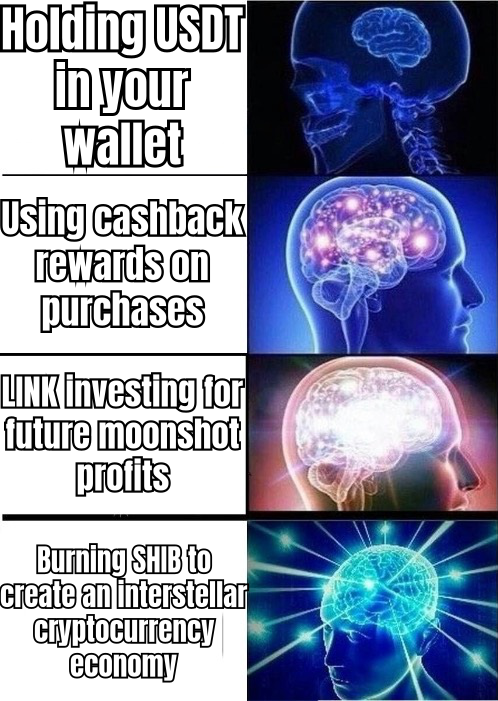 Holding USDT
in your
wallet
Using cashback
rewards on
purchases
LINK investing for
future moonshot
profits
Burning SHIB to
create an interstellar
cryptocurrency
economy